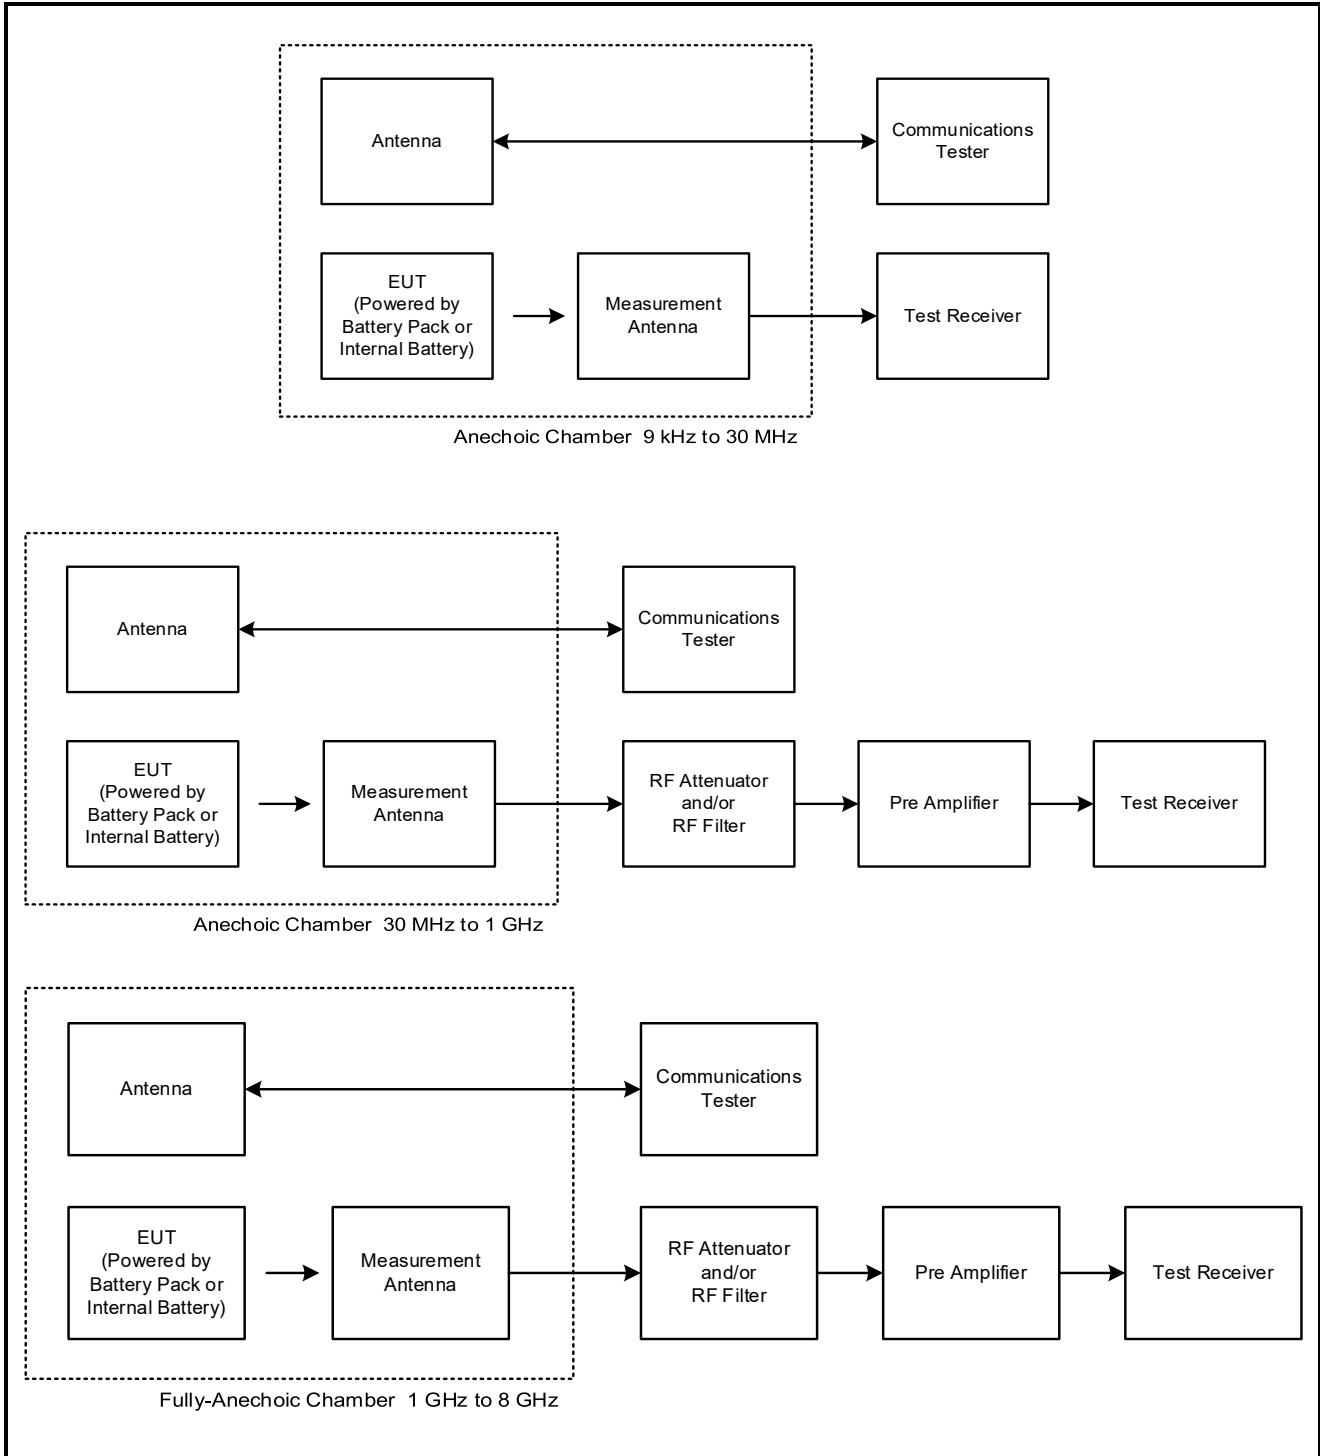 Antenna
Communications
Tester
EUT
(Powered by
Battery Pack or
Internal Battery)
Measurement
Antenna
Test Receiver
Anechoic Chamber  9 kHz to 30 MHz
Antenna
Communications
Tester
EUT
(Powered by
Battery Pack or
Internal Battery)
Measurement
Antenna
RF Attenuator
and/or
RF Filter
Pre Amplifier
Test Receiver
Anechoic Chamber  30 MHz to 1 GHz
Antenna
Communications
Tester
EUT
(Powered by
Battery Pack or
Internal Battery)
Measurement
Antenna
RF Attenuator
and/or
RF Filter
Pre Amplifier
Test Receiver
Fully-Anechoic Chamber  1 GHz to 8 GHz